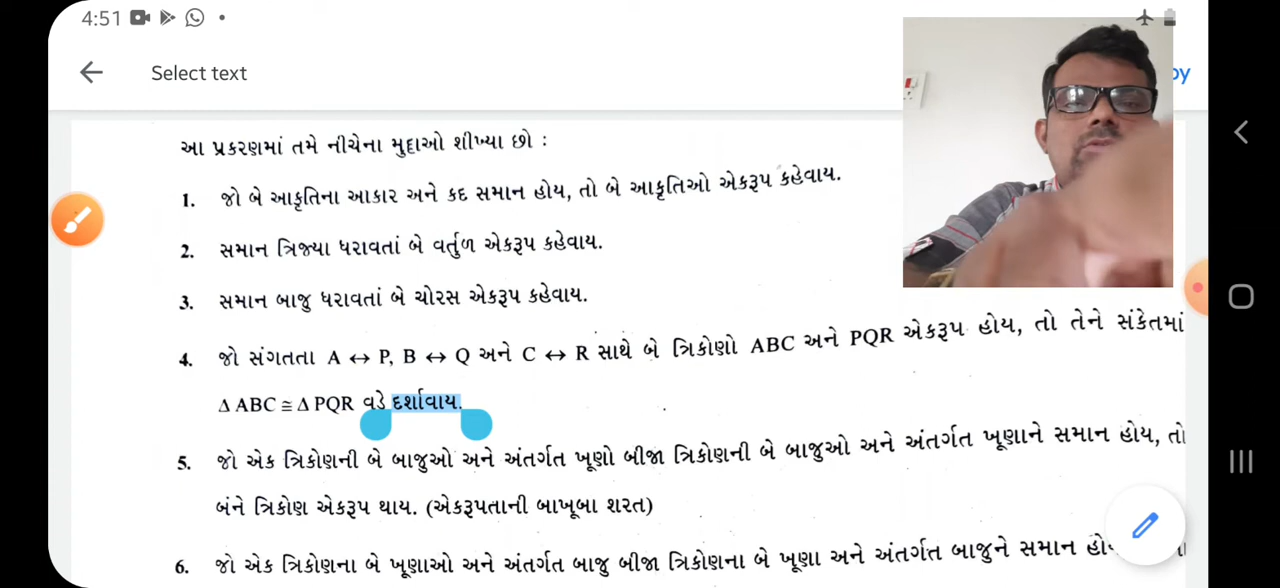 4:51
Select text
આ પ્રકરણમાં તમે નીચેના મુદ્દાઓ શીખ્યા છો :
1. જો બે આકૃતિના આકાર અને કદ સમાન હોય, તો બે આકૃતિઓ એકરૂપ કહેવાય.
2. સમાન ત્રિજ્યા ધરાવતાં બે વર્તુળ એકરૂપ કહેવાય.
3. સમાન બાજુ ધરાવતાં બે ચોરસ એકરૂપ કહેવાય.
4. જો સંગતતા A ↔ P, B ↔ Q અને C ↔ R સાથે બે ત્રિકોણો ABC અને PQR એકરૂપ હોય, તો તેને સંકેતમાં
Δ ABC ≅ Δ PQR વડે દર્શાવાય.
5. જો એક ત્રિકોણની બે બાજુઓ અને અંતર્ગત ખૂણો બીજા ત્રિકોણની બે બાજુઓ અને અંતર્ગત ખૂણાને સમાન હોય, તો
બંને ત્રિકોણ એકરૂપ થાય. (એકરૂપતાની બાખૂબા શરત)
6. જો એક ત્રિકોણના બે ખૂણાઓ અને અંતર્ગત બાજુ બીજા ત્રિકોણના બે ખૂણા અને અંતર્ગત બાજુને સમાન